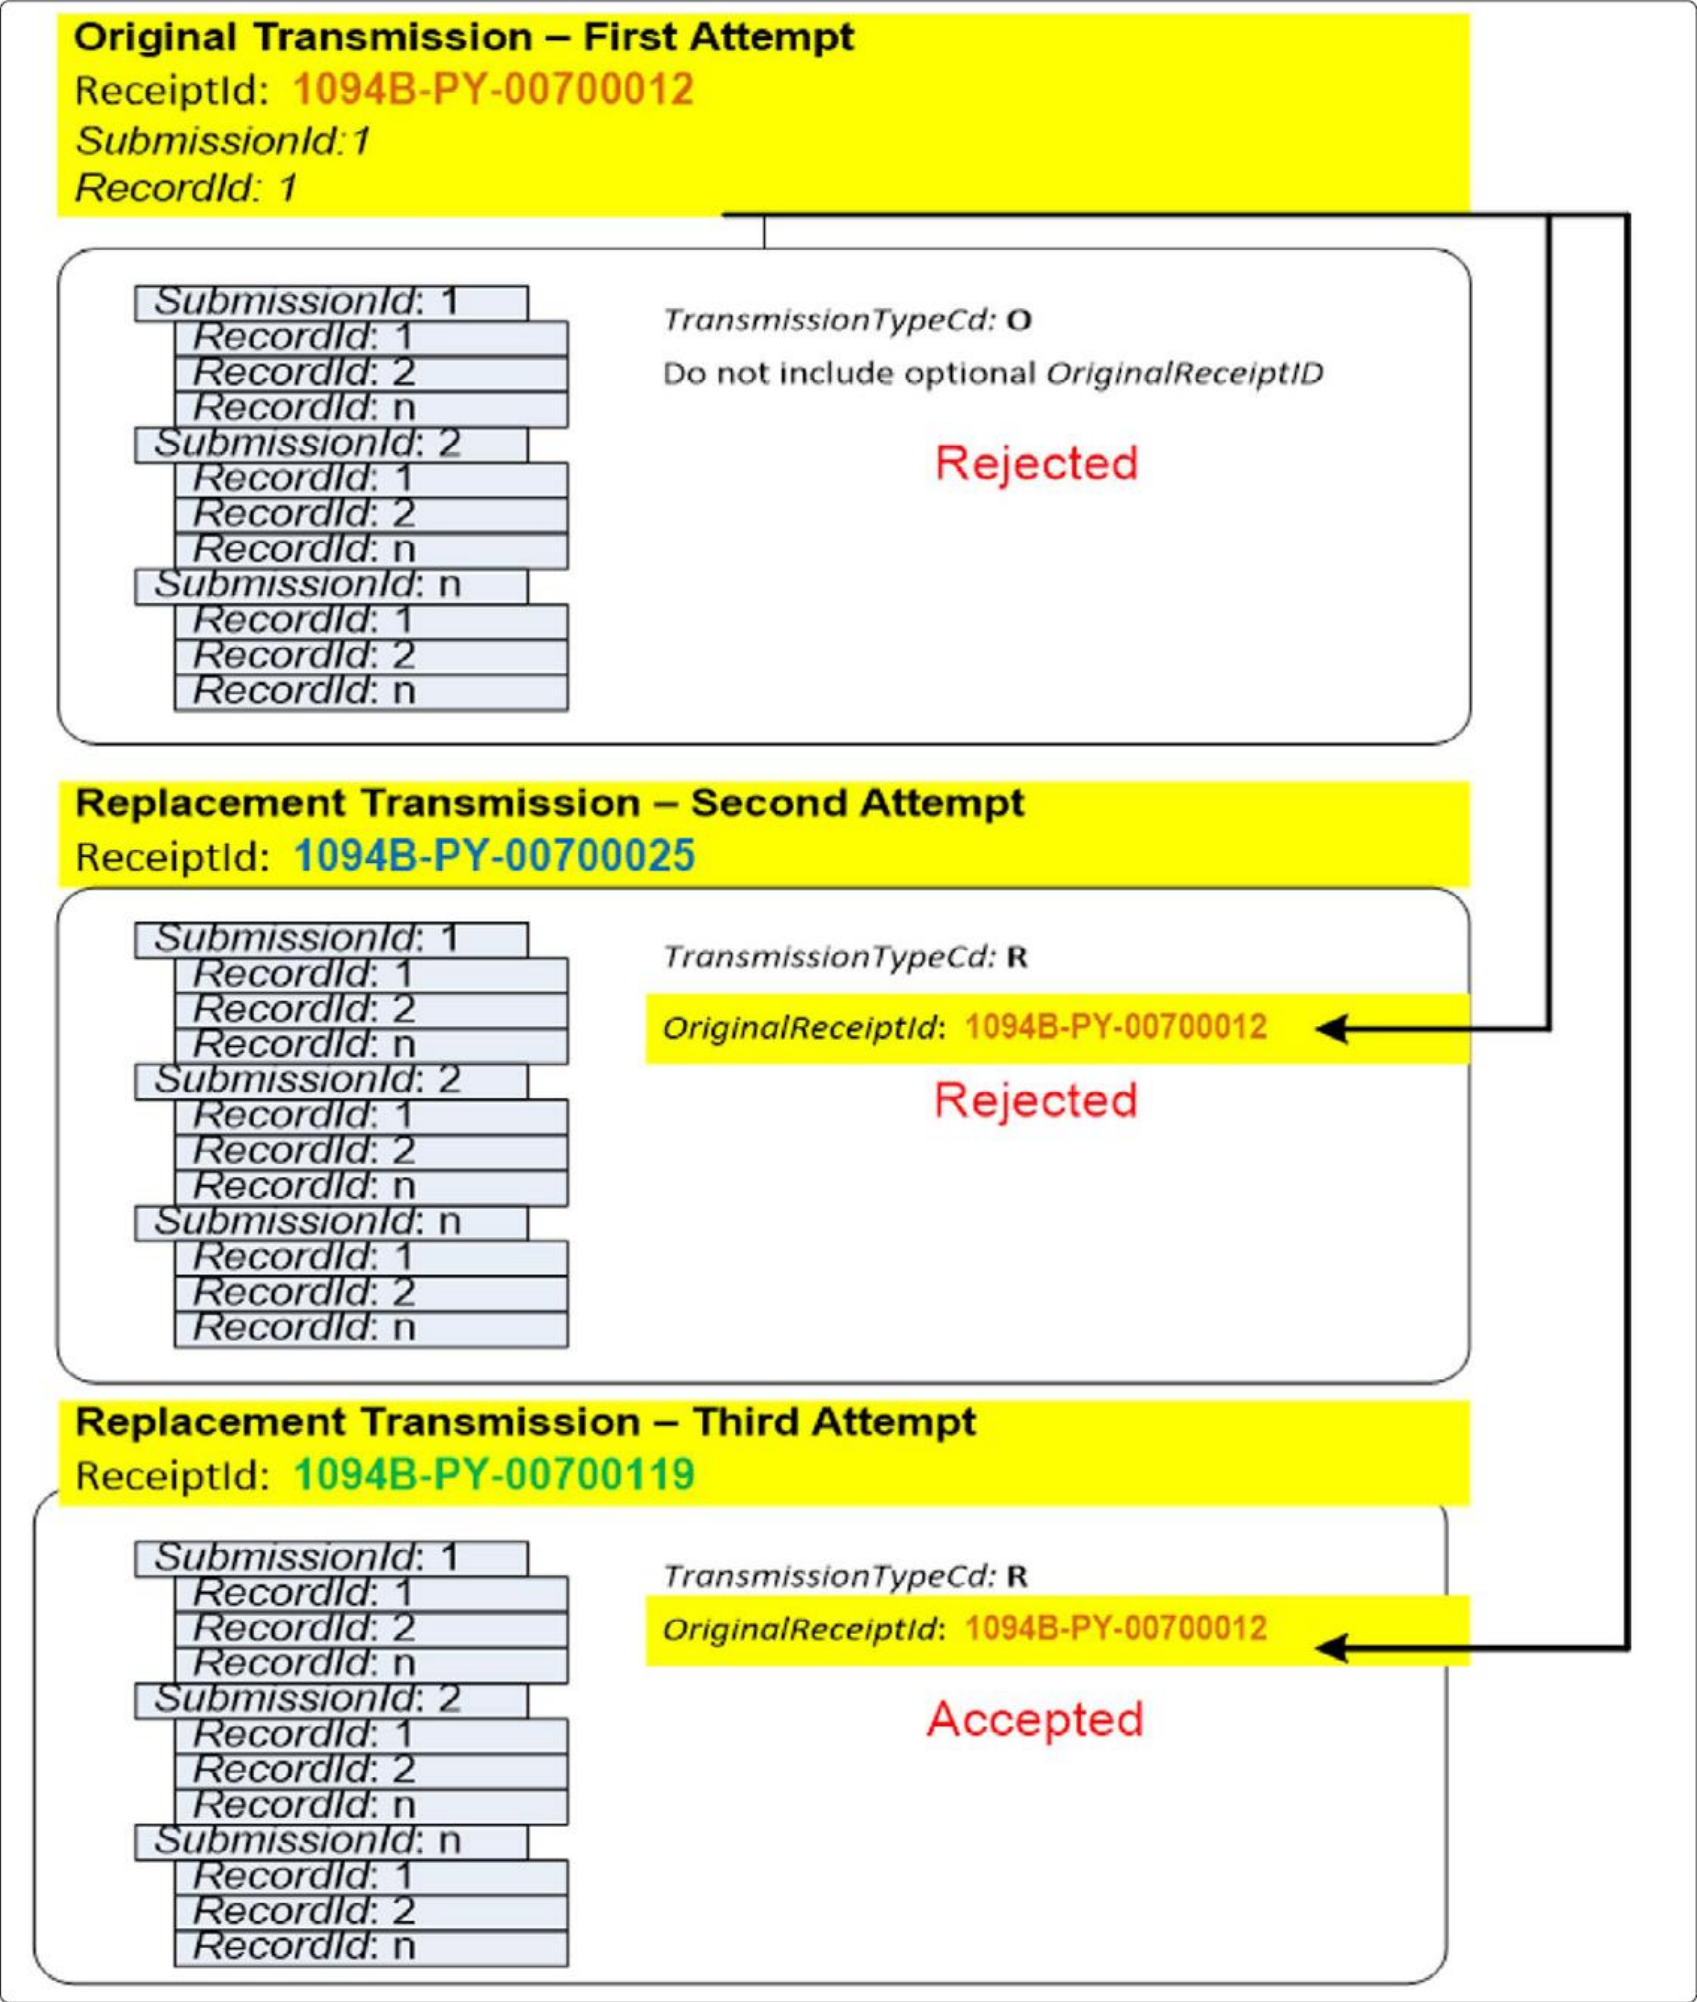 Original Transmission – First Attempt
ReceiptId: 1094B-PY-00700012
SubmissionId:1
RecordId: 1
SubmissionId: 1
RecordId: 1
RecordId: 2
RecordId: n
SubmissionId: 2
RecordId: 1
RecordId: 2
RecordId: n
SubmissionId: n
RecordId: 1
RecordId: 2
RecordId: n
TransmissionTypeCd: O
Do not include optional OriginalReceiptID
Rejected
Replacement Transmission – Second Attempt
ReceiptId: 1094B-PY-00700025
SubmissionId: 1
RecordId: 1
RecordId: 2
RecordId: n
SubmissionId: 2
RecordId: 1
RecordId: 2
RecordId: n
SubmissionId: n
RecordId: 1
RecordId: 2
RecordId: n
TransmissionTypeCd: R
OriginalReceiptId: 1094B-PY-00700012
Rejected
Replacement Transmission – Third Attempt
ReceiptId: 1094B-PY-00700119
SubmissionId: 1
RecordId: 1
RecordId: 2
RecordId: n
SubmissionId: 2
RecordId: 1
RecordId: 2
RecordId: n
SubmissionId: n
RecordId: 1
RecordId: 2
RecordId: n
TransmissionTypeCd: R
OriginalReceiptId: 1094B-PY-00700012
Accepted